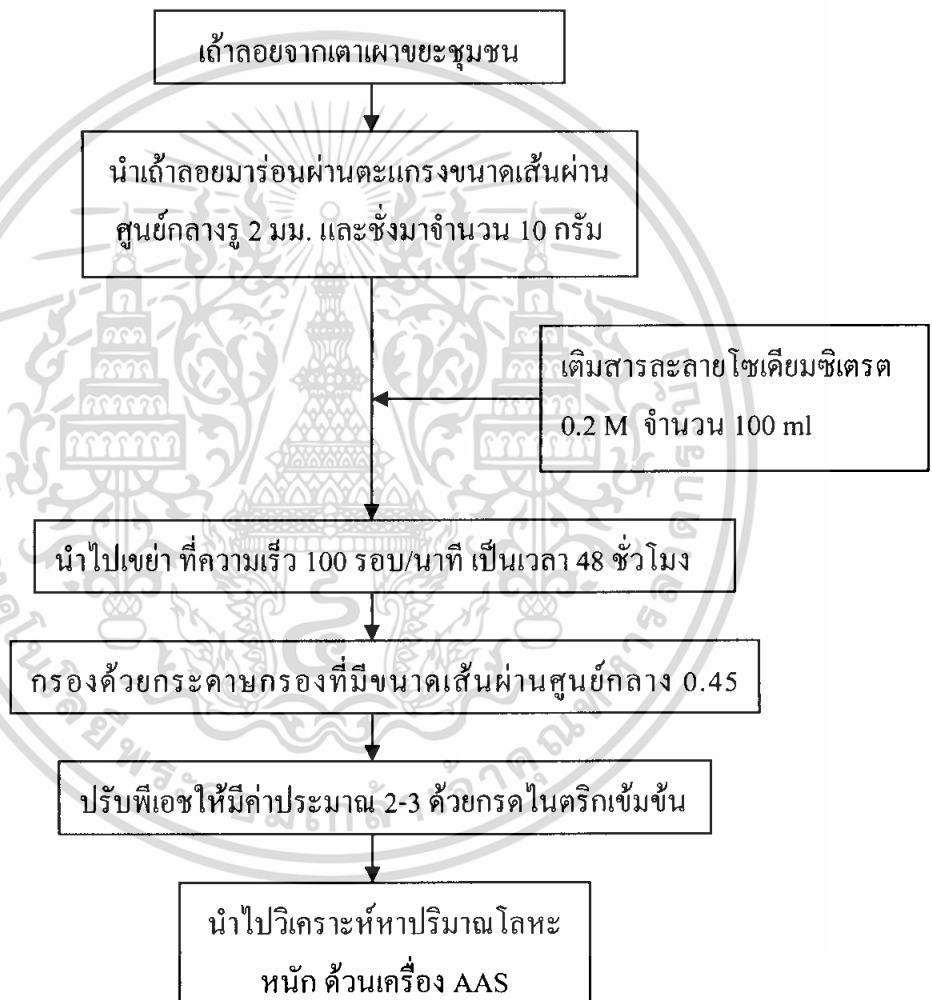 เถ้าลอยจากเตาเผาขยะชุมชน
นำเถ้าลอยมาร่อนผ่านตะแกรงขนาดเส้นผ่าน
ศูนย์กลางรู 2 มม. และชั่งมาจำนวน 10 กรัม
เติมสารละลายโซเดียมซิเตรต
0.2 M จำนวน 100 ml
นำไปเขย่า ที่ความเร็ว 100 รอบ/นาที เป็นเวลา 48 ชั่วโมง
กรองด้วยกระดาษกรองที่มีขนาดเส้นผ่านศูนย์กลาง 0.45
ปรับพีเอชให้มีค่าประมาณ 2-3 ด้วยกรดไนตริกเข้มข้น
นำไปวิเคราะห์หาปริมาณโลหะ
หนัก ด้วนเครื่อง AAS